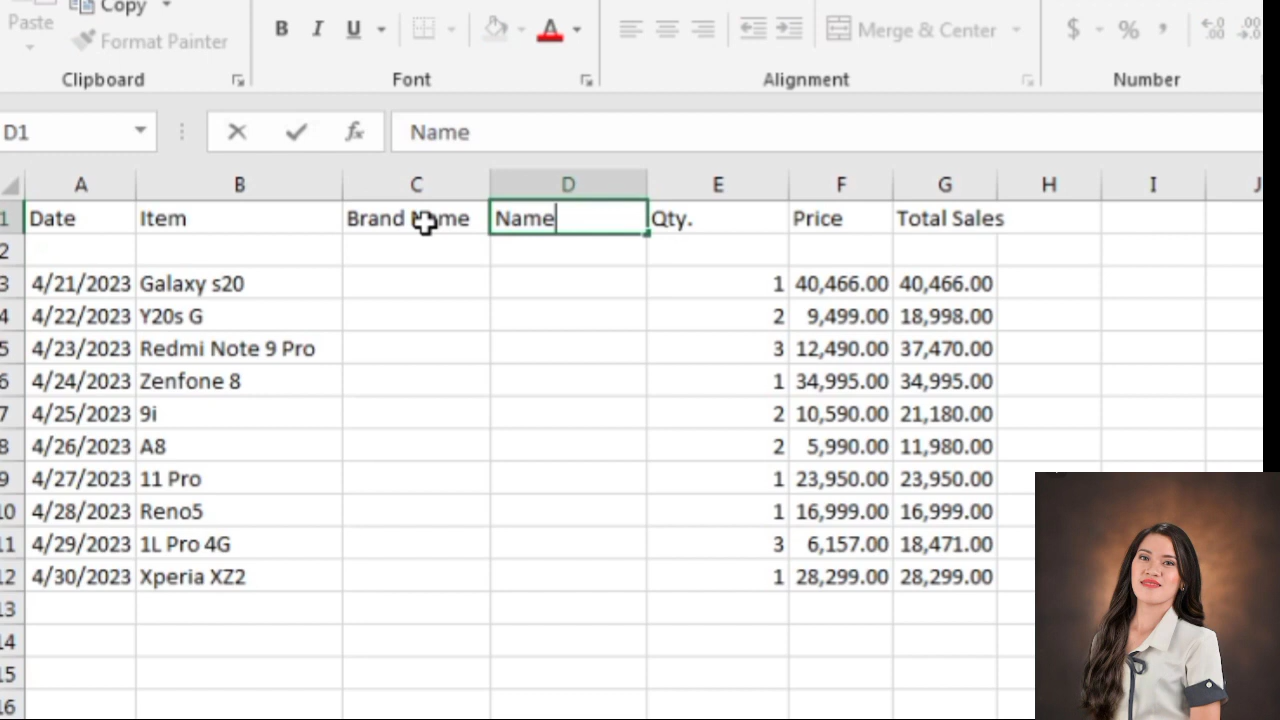 Copy
Paste
Format Painter
B I U A
Merge & Center
$ % ,
Clipboard Font Alignment Number
D1 fx Name
A B C D E F G H I J
1 Date Item Brand Name Name Qty. Price Total Sales
2
3 4/21/2023 Galaxy s20 1 40,466.00 40,466.00
4 4/22/2023 Y20s G 2 9,499.00 18,998.00
5 4/23/2023 Redmi Note 9 Pro 3 12,490.00 37,470.00
6 4/24/2023 Zenfone 8 1 34,995.00 34,995.00
7 4/25/2023 9i 2 10,590.00 21,180.00
8 4/26/2023 A8 2 5,990.00 11,980.00
9 4/27/2023 11 Pro 1 23,950.00 23,950.00
10 4/28/2023 Reno5 1 16,999.00 16,999.00
11 4/29/2023 1L Pro 4G 3 6,157.00 18,471.00
12 4/30/2023 Xperia XZ2 1 28,299.00 28,299.00
13
14
15
16